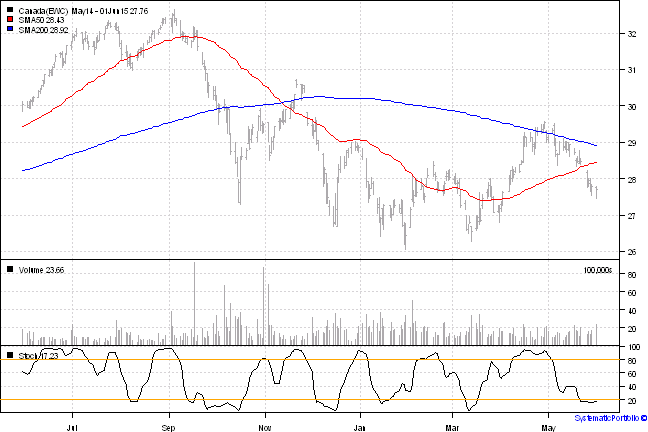 Canada(EWC) May14 - 01Jun15 27.76
SMA50 28.43
SMA200 28.92
32
31
30
29
28
27
26
Volume 23.66
100,000s
80
60
40
20
Stoch 17.23
100
80
60
40
20
Jul Sep Nov Jan Mar May
SystematicPortfolio ©